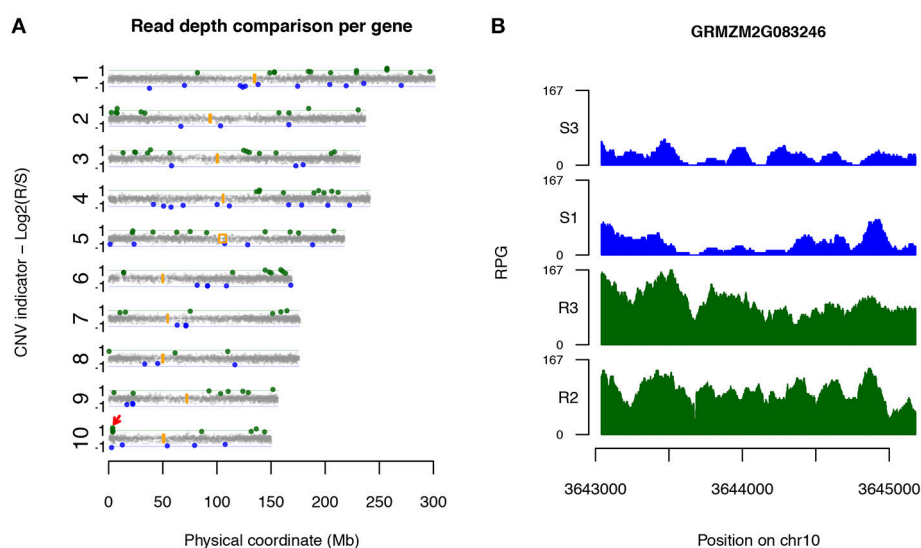 A
Read depth comparison per gene
CNV indicator − Log2(R/S)
1 -1 1
2 -1 1
3 -1 1
4 -1 1
5 -1 1
6 -1 1
7 -1 1
8 -1 1
9 -1 1
10 -1 1
0 50 100 150 200 250 300
Physical coordinate (Mb)
B
GRMZM2G083246
RPG
S3 167 0
S1 167 0
R3 167 0
R2 167 0
3643000 3644000 3645000
Position on chr10